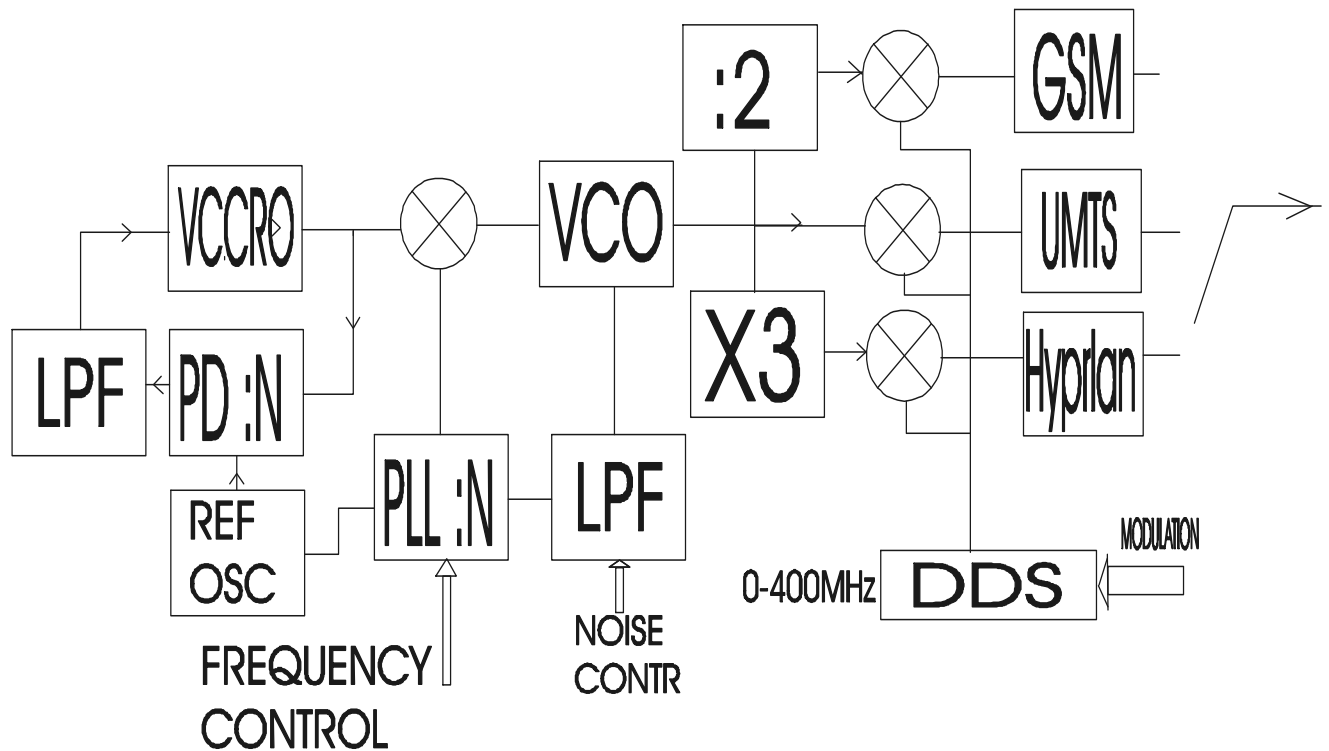 :2
GSM
VCCRO
VCO
UMTS
LPF
PD :N
X3
Hyprlan
REF
OSC
PLL :N
LPF
MODULATION
0-400MHz
DDS
NOISE
CONTR
FREQUENCY
CONTROL